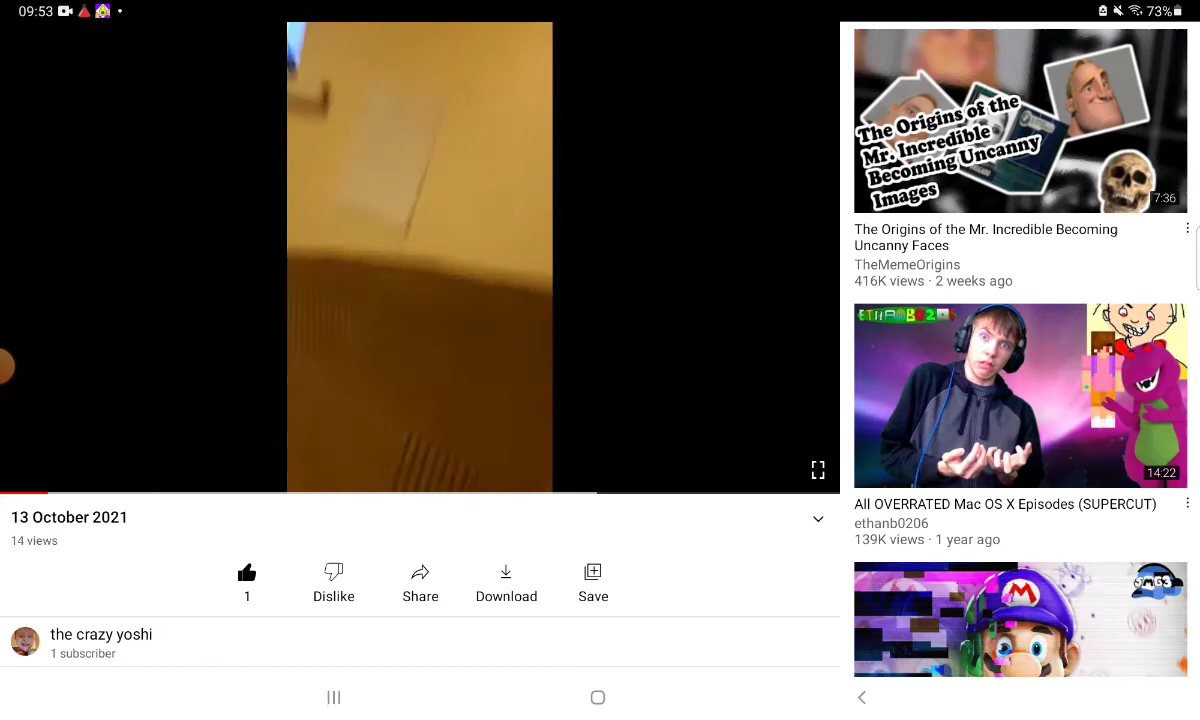 09:53
73%
The Origins of the
Mr. Incredible
Becoming Uncanny
Images
7:36
The Origins of the Mr. Incredible Becoming
Uncanny Faces
TheMemeOrigins
416K views · 2 weeks ago
ETHANB0206
14:22
All OVERRATED Mac OS X Episodes (SUPERCUT)
ethanb0206
139K views · 1 year ago
SMG3
M
13 October 2021
14 views
1
Dislike
Share
Download
Save
the crazy yoshi
1 subscriber